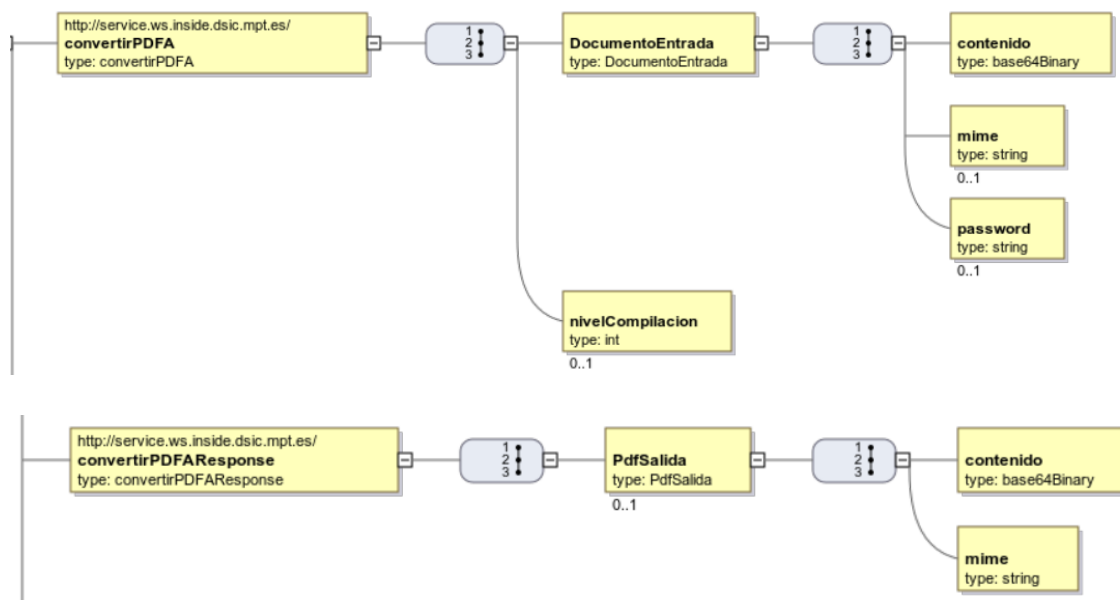 http://service.ws.inside.dsic.mpt.es/
convertirPDFA
type: convertirPDFA
1
2
3
DocumentoEntrada
type: DocumentoEntrada
1
2
3
contenido
type: base64Binary
mime
type: string
0..1
password
type: string
0..1
nivelCompilacion
type: int
0..1
http://service.ws.inside.dsic.mpt.es/
convertirPDFAResponse
type: convertirPDFAResponse
1
2
3
PdfSalida
type: PdfSalida
0..1
1
2
3
contenido
type: base64Binary
mime
type: string